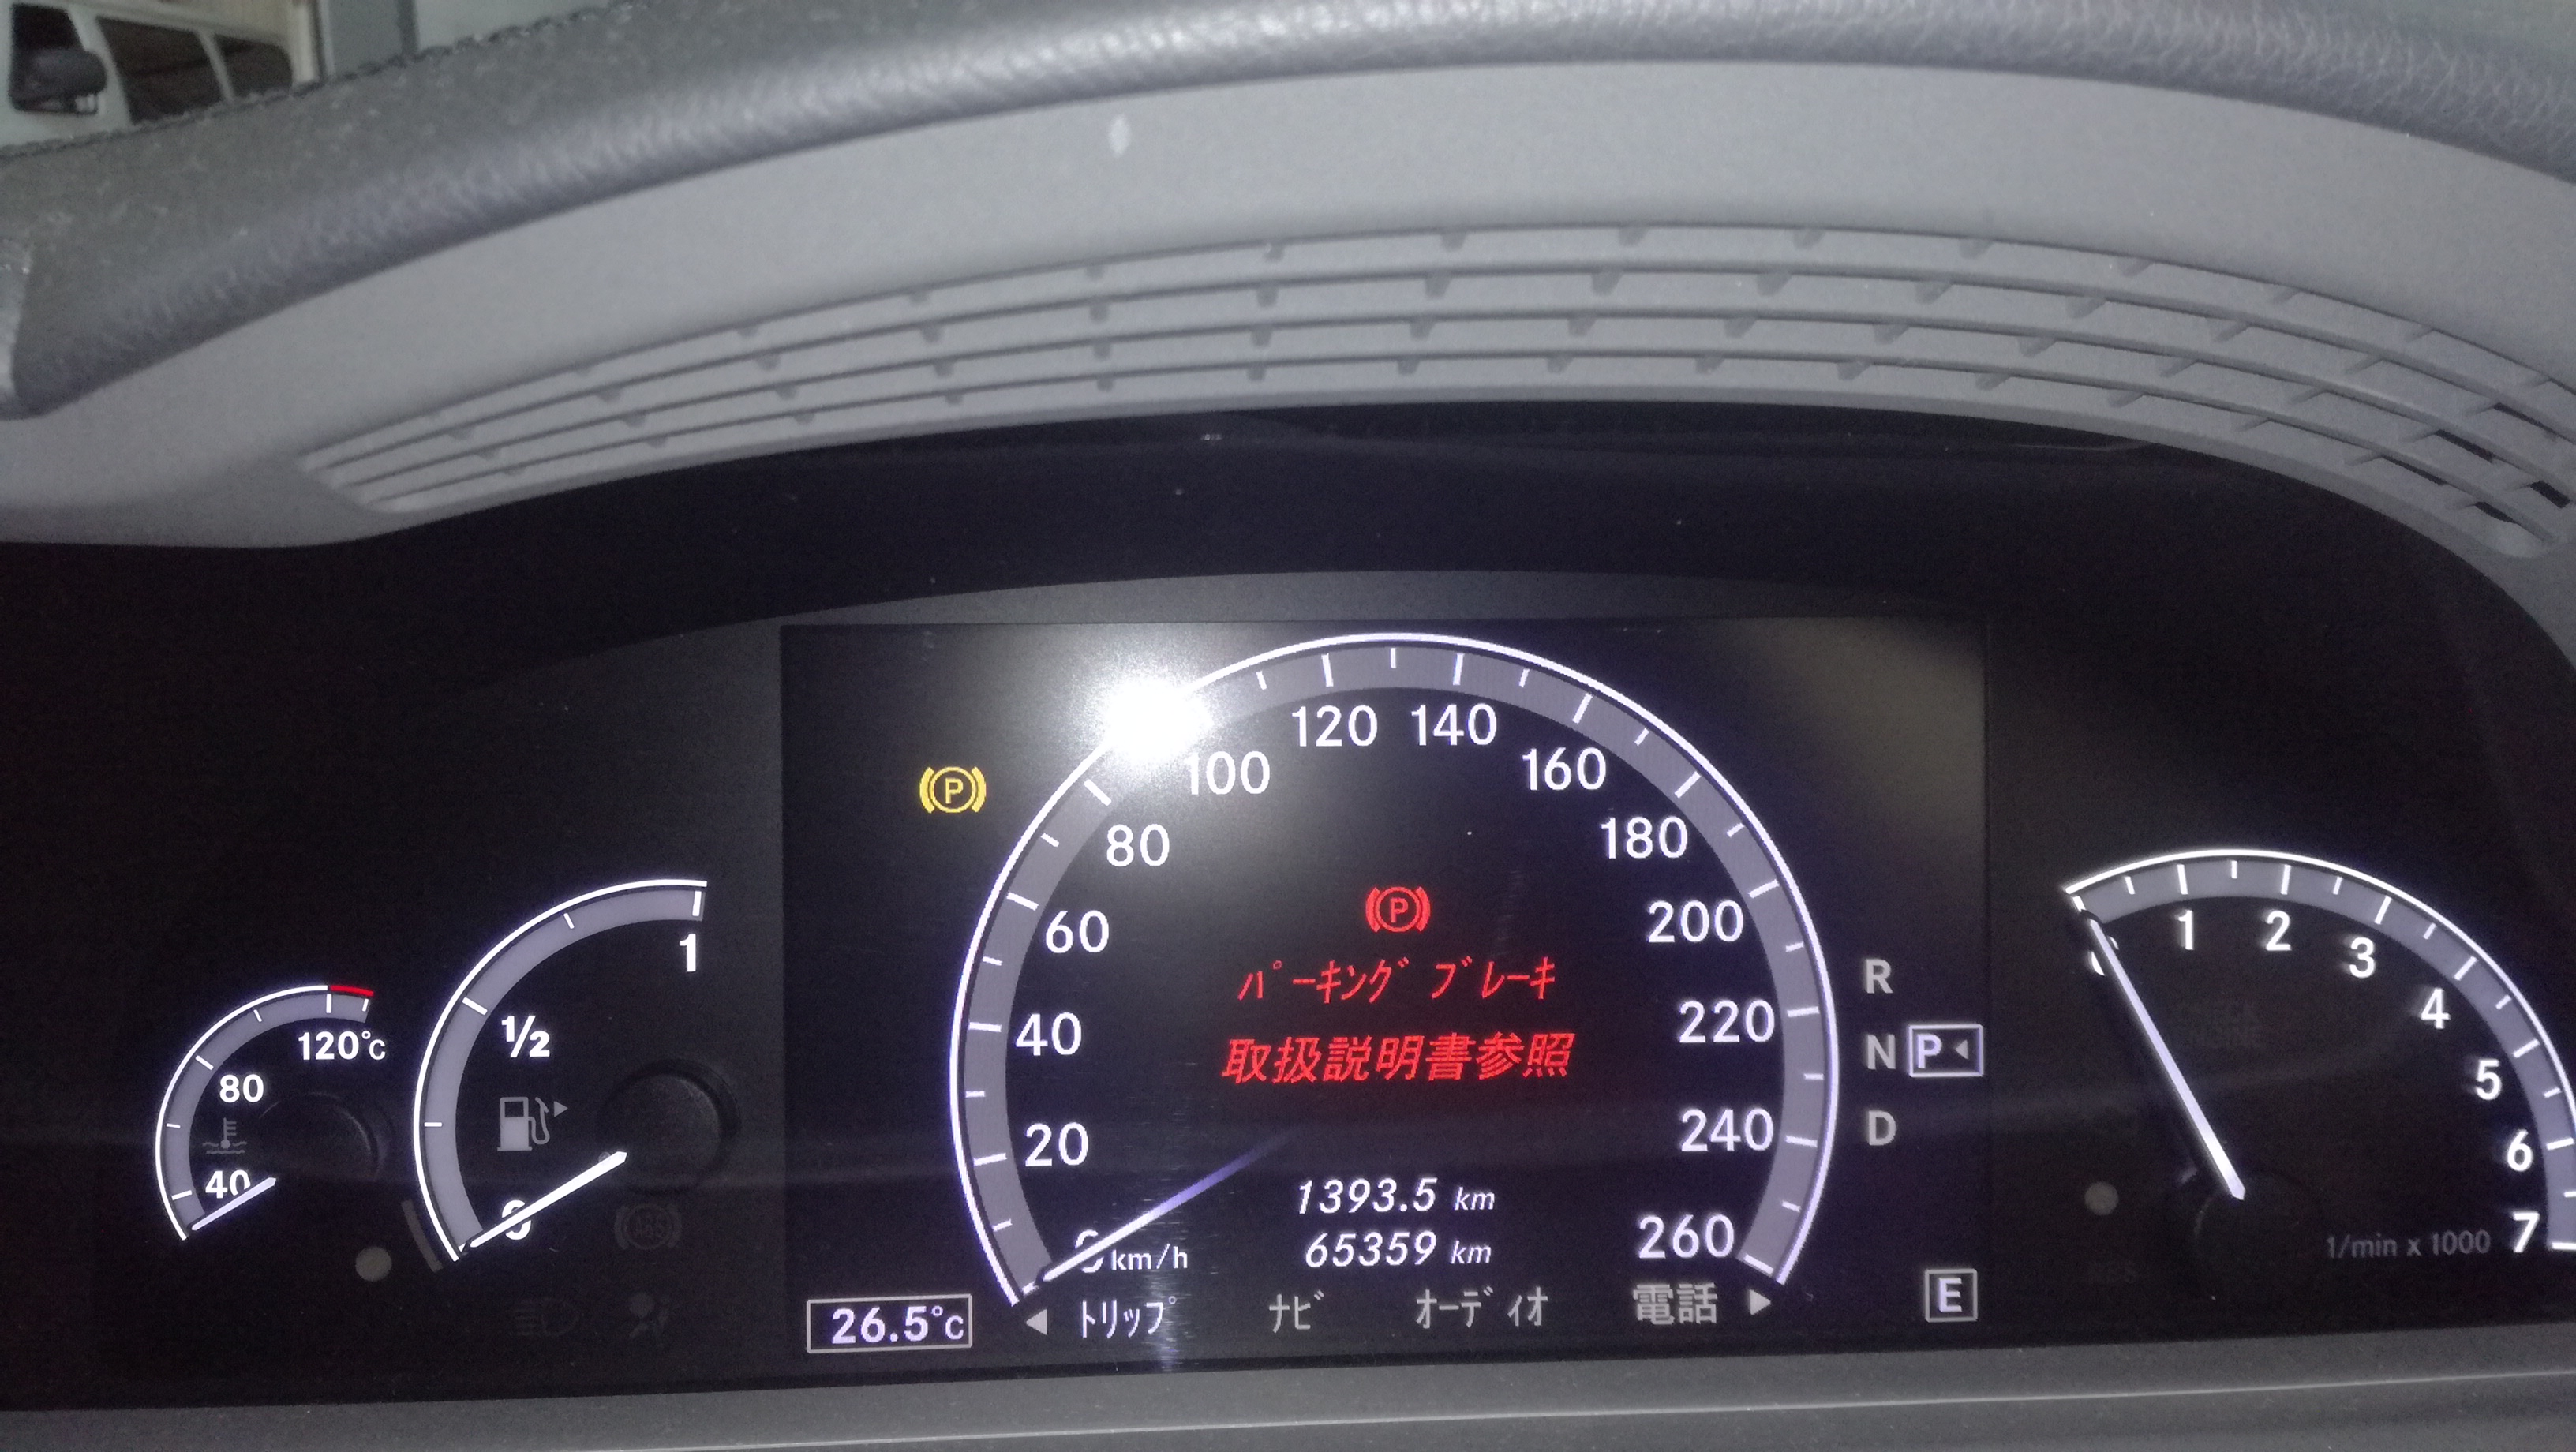 120 140
100 160
80 180
60 200
40 220
20 240
0 km/h 260
P
P
パーキング ブレーキ
取扱説明書参照
1393.5 km
65359 km
トリップ ナビ オーディオ 電話
26.5°C
R
N P
D
E
120°C
80
40
1
1/2
0
ABS
1 2 3 4 5 6 7
1/min x 1000